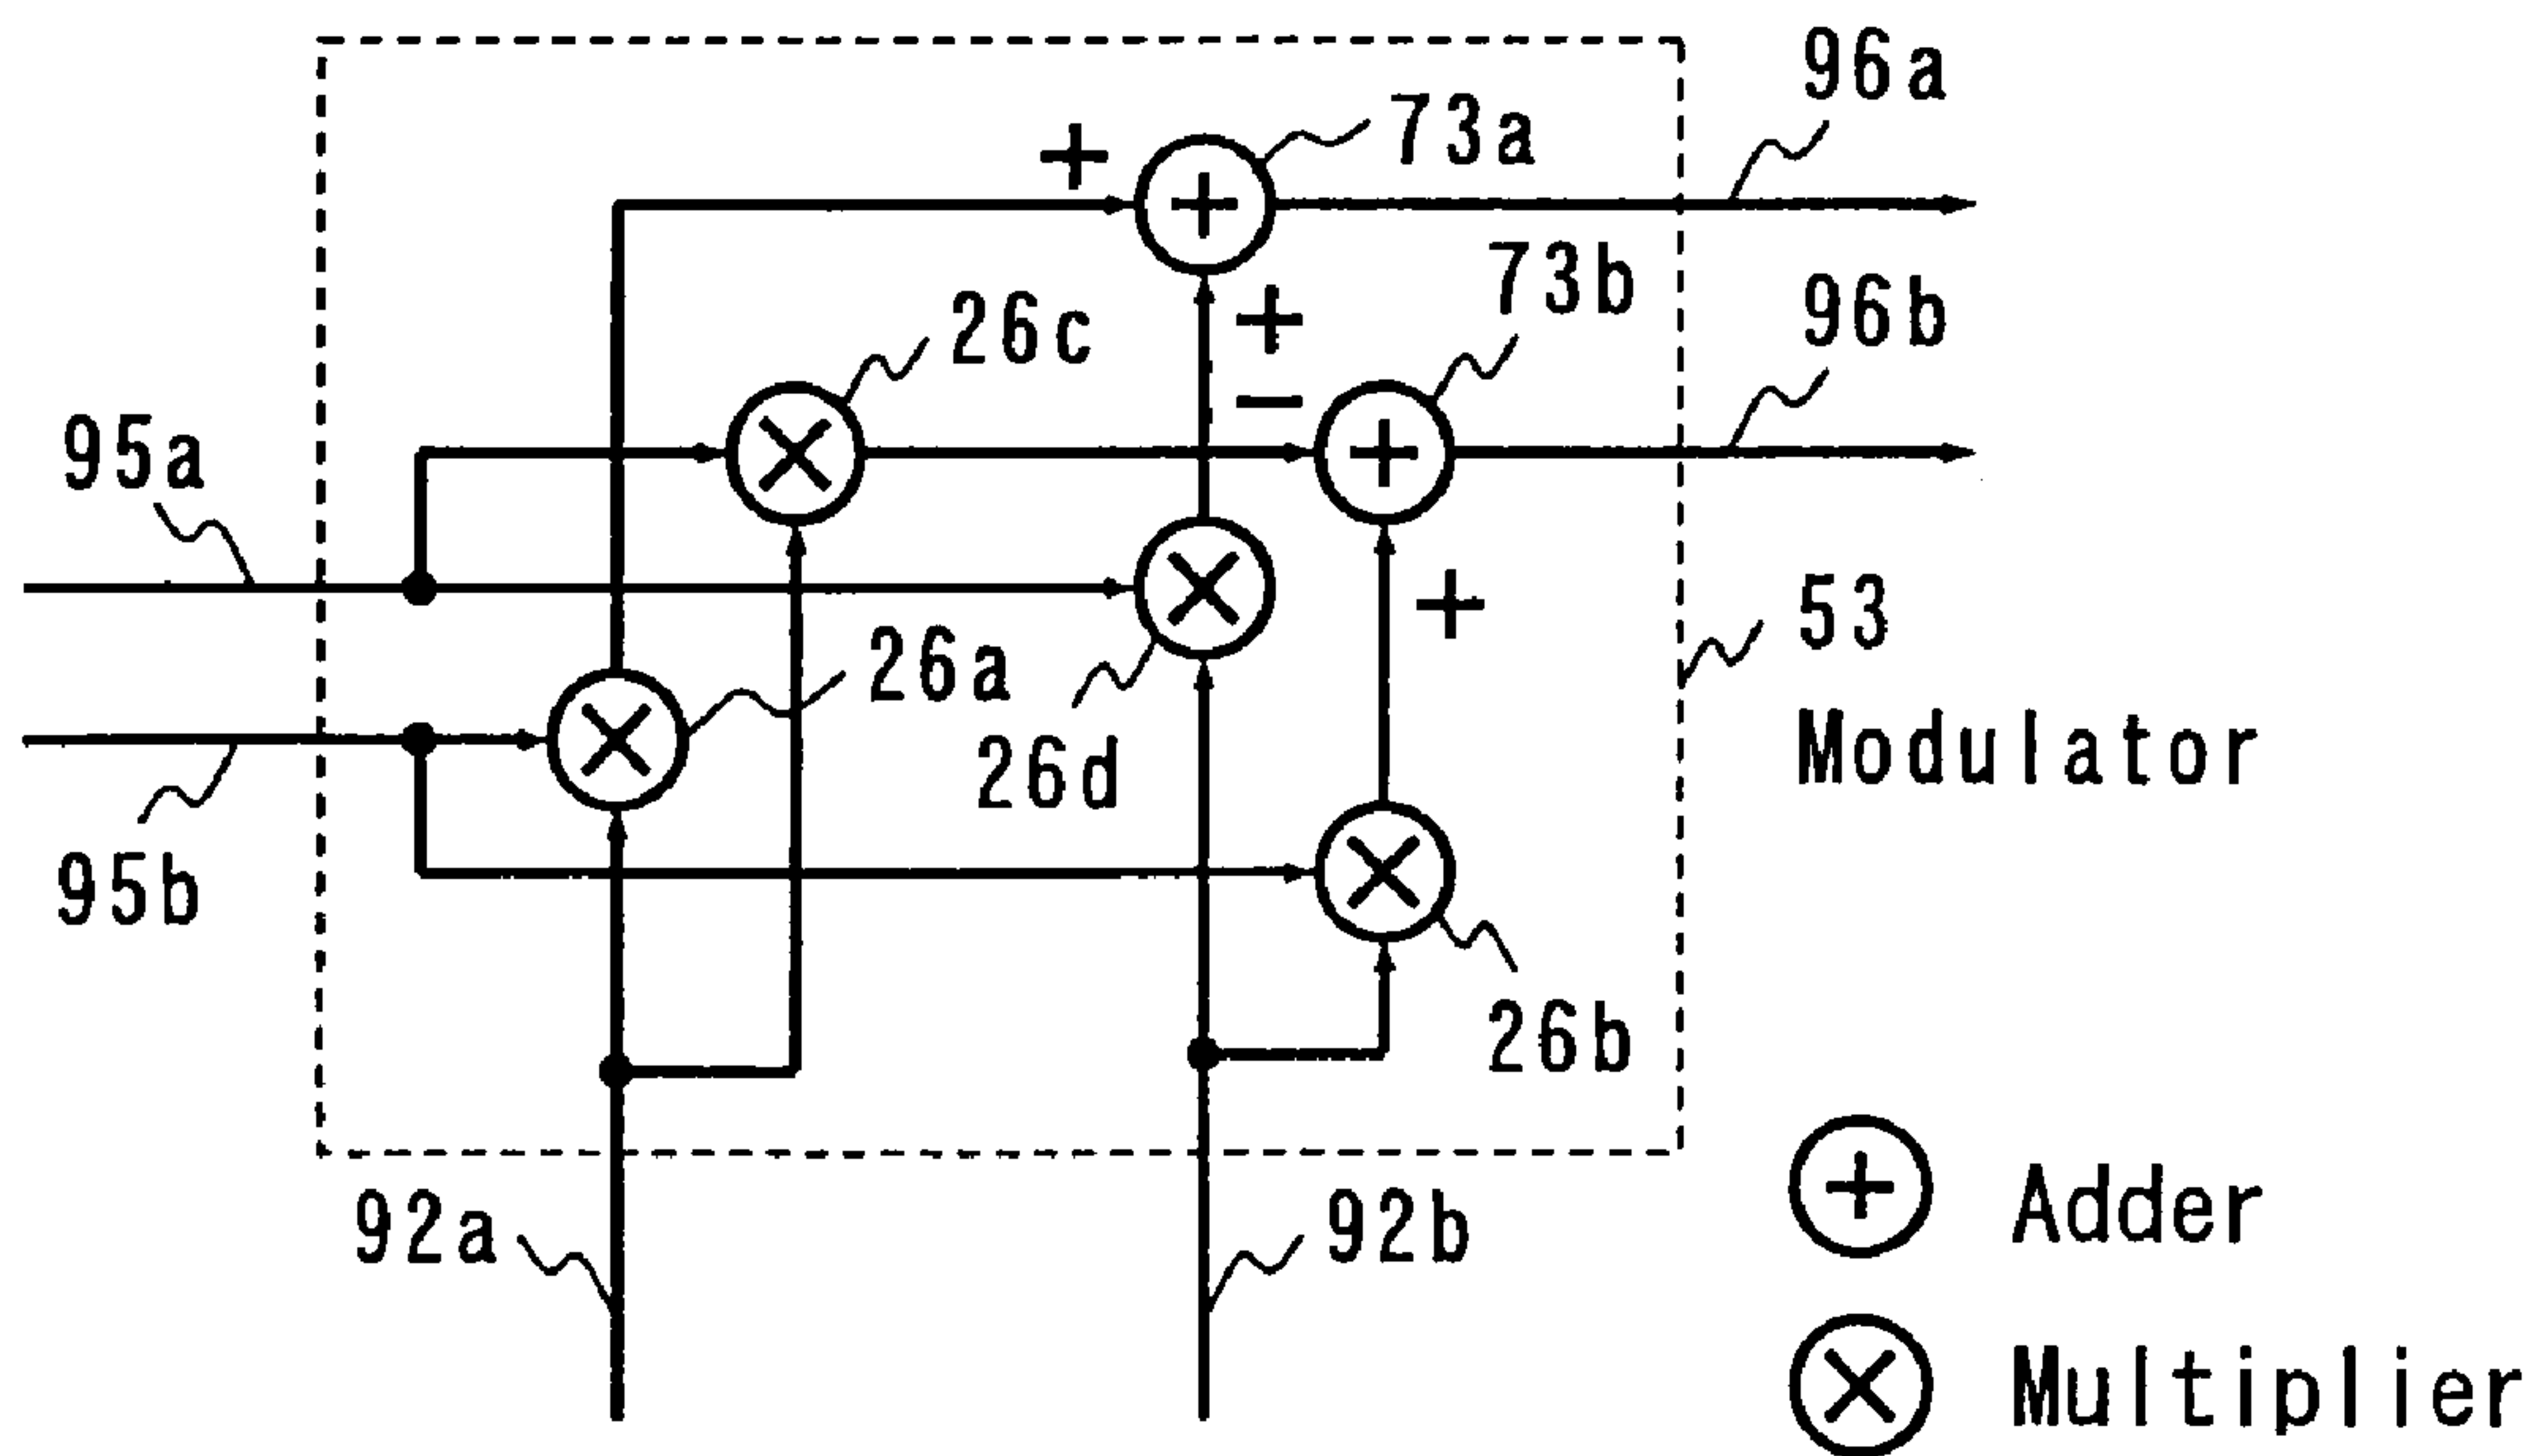 96a
+
73a
73b
96b
+
26c
−
95a
+
53
26a
Modulator
26d
95b
26b
92a
92b
Adder
Multiplier